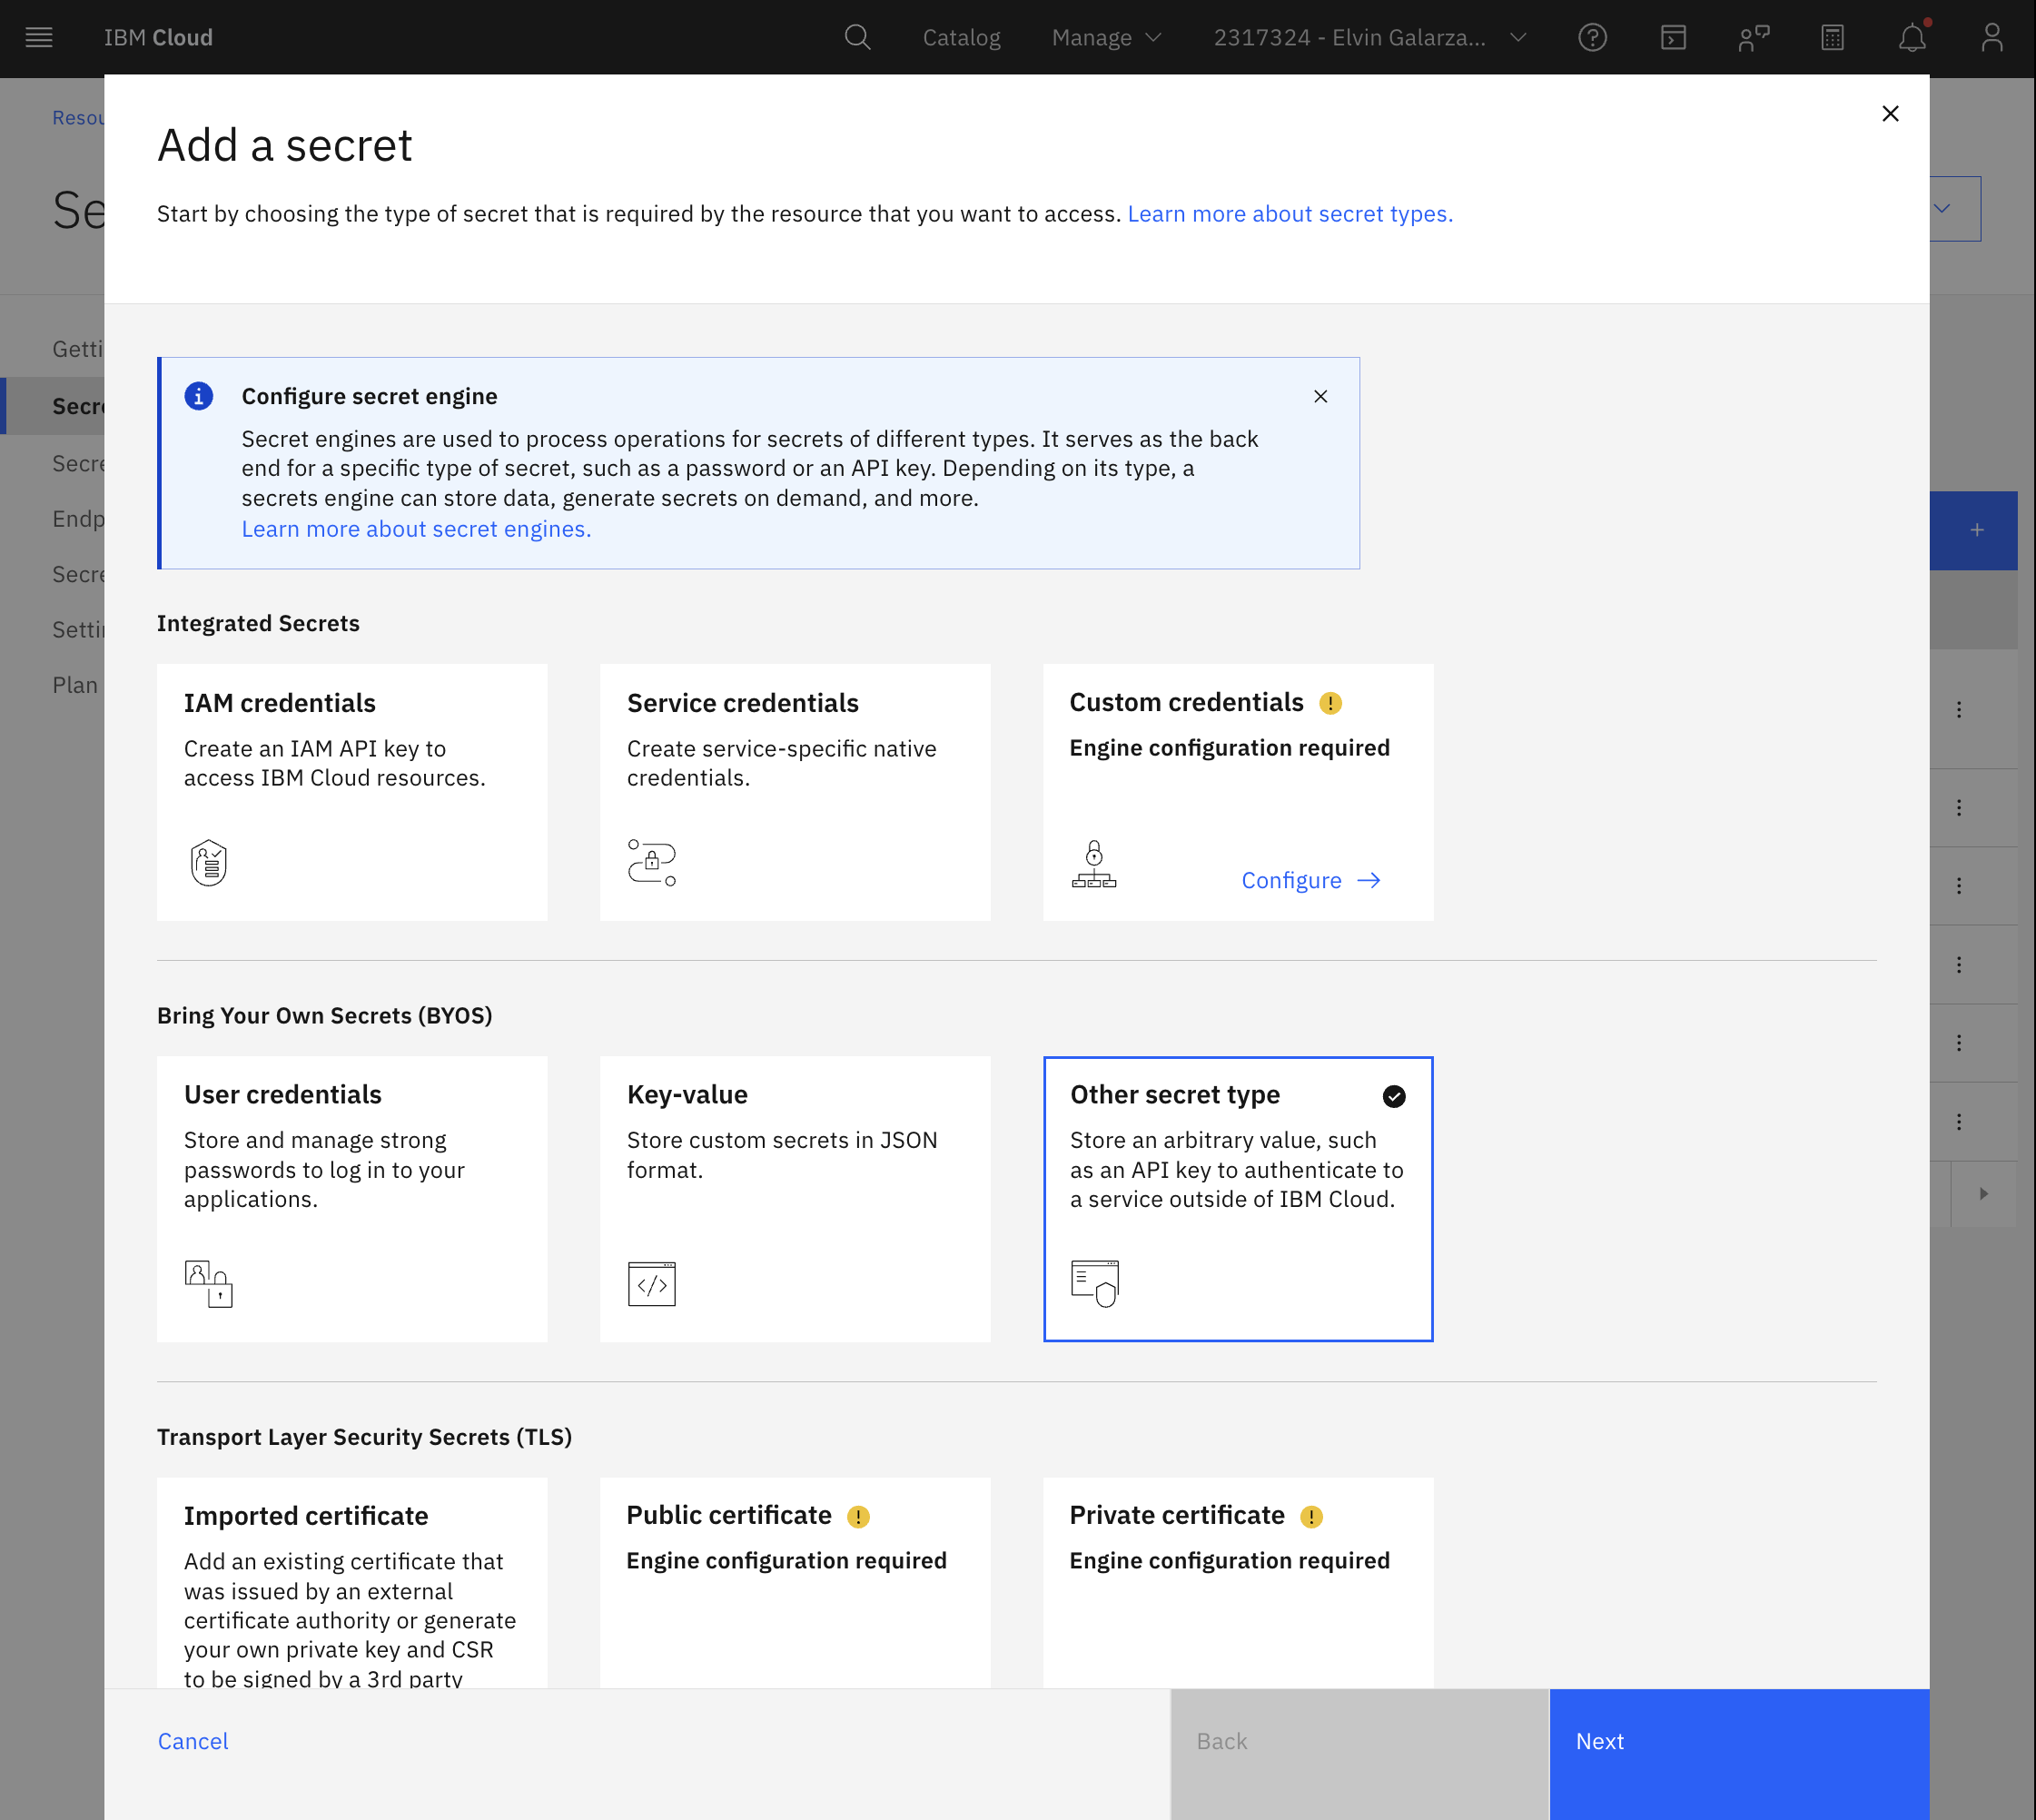 IBM Cloud
Catalog
Manage
2317324 - Elvin Galarza...
Add a secret
Start by choosing the type of secret that is required by the resource that you want to access. Learn more about secret types.
Configure secret engine
Secret engines are used to process operations for secrets of different types. It serves as the back
end for a specific type of secret, such as a password or an API key. Depending on its type, a
secrets engine can store data, generate secrets on demand, and more.
Learn more about secret engines.
Plan
Integrated Secrets
IAM credentials
Create an IAM API key to
access IBM Cloud resources.
Service credentials
Create service-specific native
credentials.
Custom credentials
Engine configuration required
Configure
Bring Your Own Secrets (BYOS)
User credentials
Store and manage strong
passwords to log in to your
applications.
Key-value
Store custom secrets in JSON
format.
Other secret type
Store an arbitrary value, such
as an API key to authenticate to
a service outside of IBM Cloud.
Transport Layer Security Secrets (TLS)
Imported certificate
Add an existing certificate that
was issued by an external
certificate authority or generate
your own private key and CSR
to be signed by a 3rd party
Public certificate
Engine configuration required
Private certificate
Engine configuration required
Cancel
Back
Next